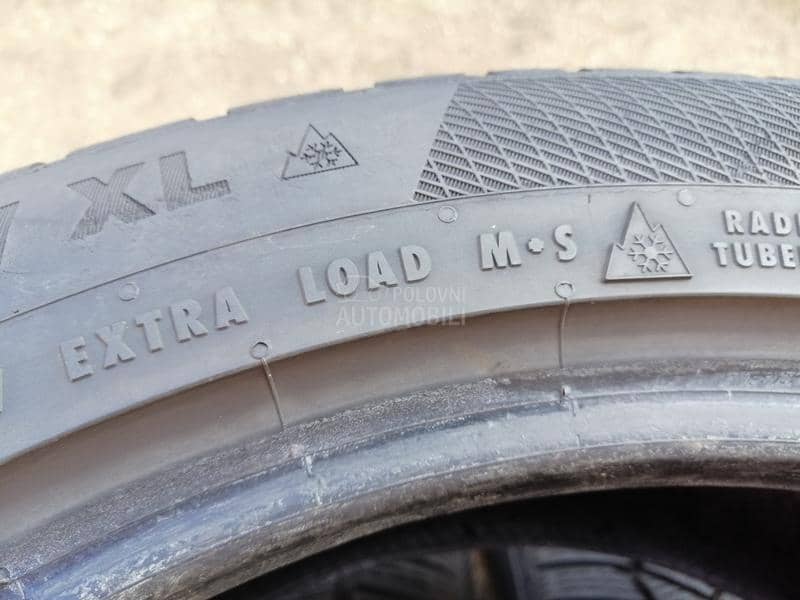 XL
EXTRA LOAD M+S
RADI
TUBE
POLOVNI
AUTOMOBILI